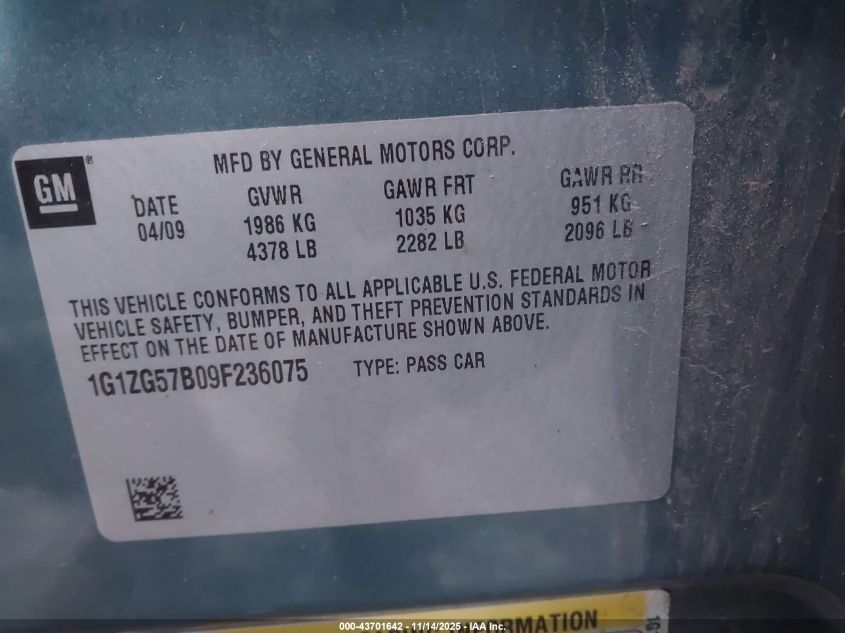 GM ®
MFD BY GENERAL MOTORS CORP.
DATE GVWR GAWR FRT GAWR RR
04/09 1986 KG 1035 KG 951 KG
4378 LB 2282 LB 2096 LB
THIS VEHICLE CONFORMS TO ALL APPLICABLE U.S. FEDERAL MOTOR
VEHICLE SAFETY, BUMPER, AND THEFT PREVENTION STANDARDS IN
EFFECT ON THE DATE OF MANUFACTURE SHOWN ABOVE.
1G1ZG57B09F236075 TYPE: PASS CAR
INFORMATION
000-43701642 - 11/14/2025 - IAA Inc.